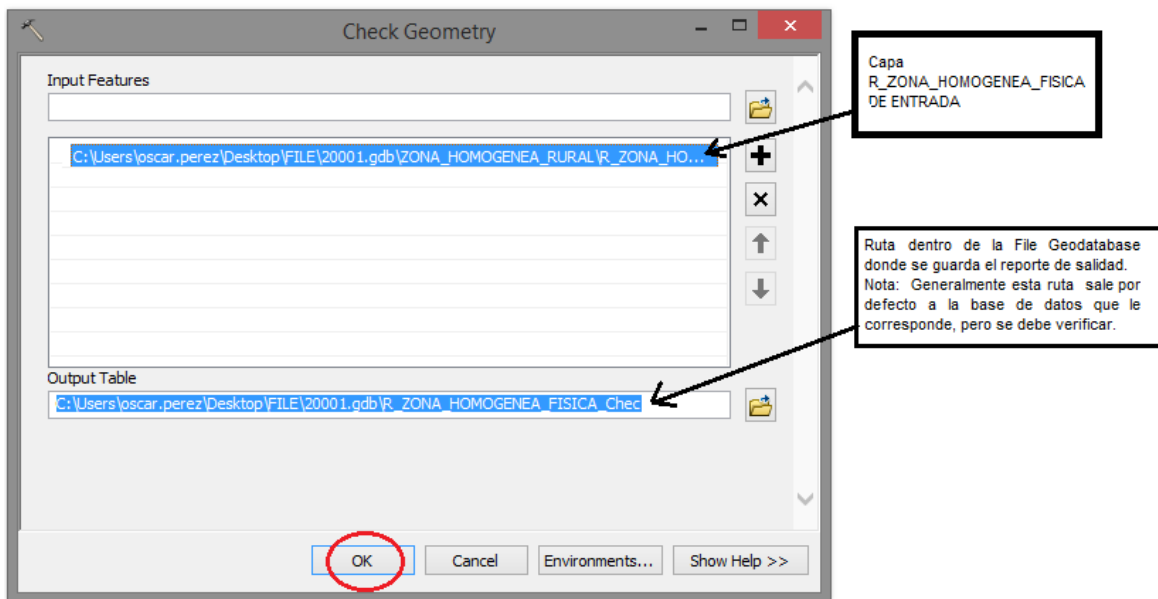 Check Geometry
Input Features
C:\Users\oscar.perez\Desktop\FILE\20001.gdb\ZONA_HOMOGENEA_RURAL\R_ZONA_HO...
Output Table
C:\Users\oscar.perez\Desktop\FILE\20001.gdb\R_ZONA_HOMOGENEA_FISICA_Chec
OK
Cancel
Environments...
Show Help >>
Capa
R_ZONA_HOMOGENEA_FISICA
DE ENTRADA
Ruta dentro de la File Geodatabase
donde se guarda el reporte de salidad.
Nota: Generalmente esta ruta sale por
defecto a la base de datos que le
corresponde, pero se debe verificar.